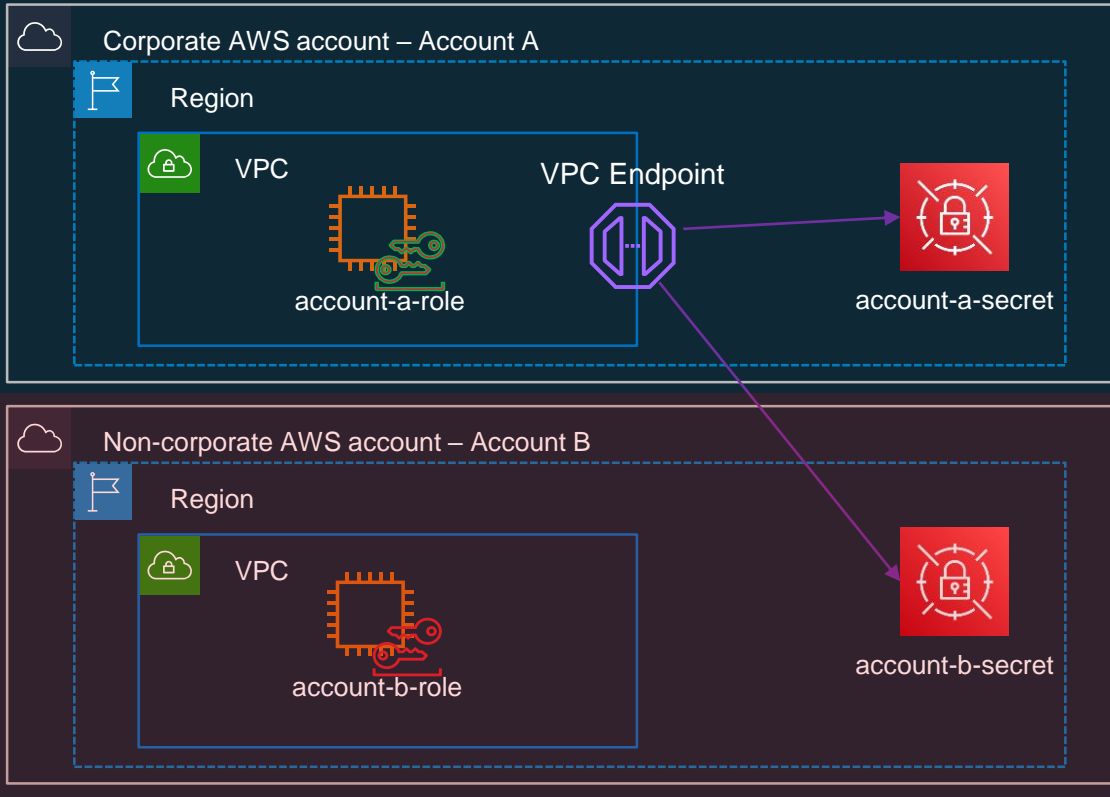 Corporate AWS account – Account A
Region
VPC
VPC Endpoint
account-a-role
account-a-secret
Non-corporate AWS account – Account B
Region
VPC
account-b-role
account-b-secret